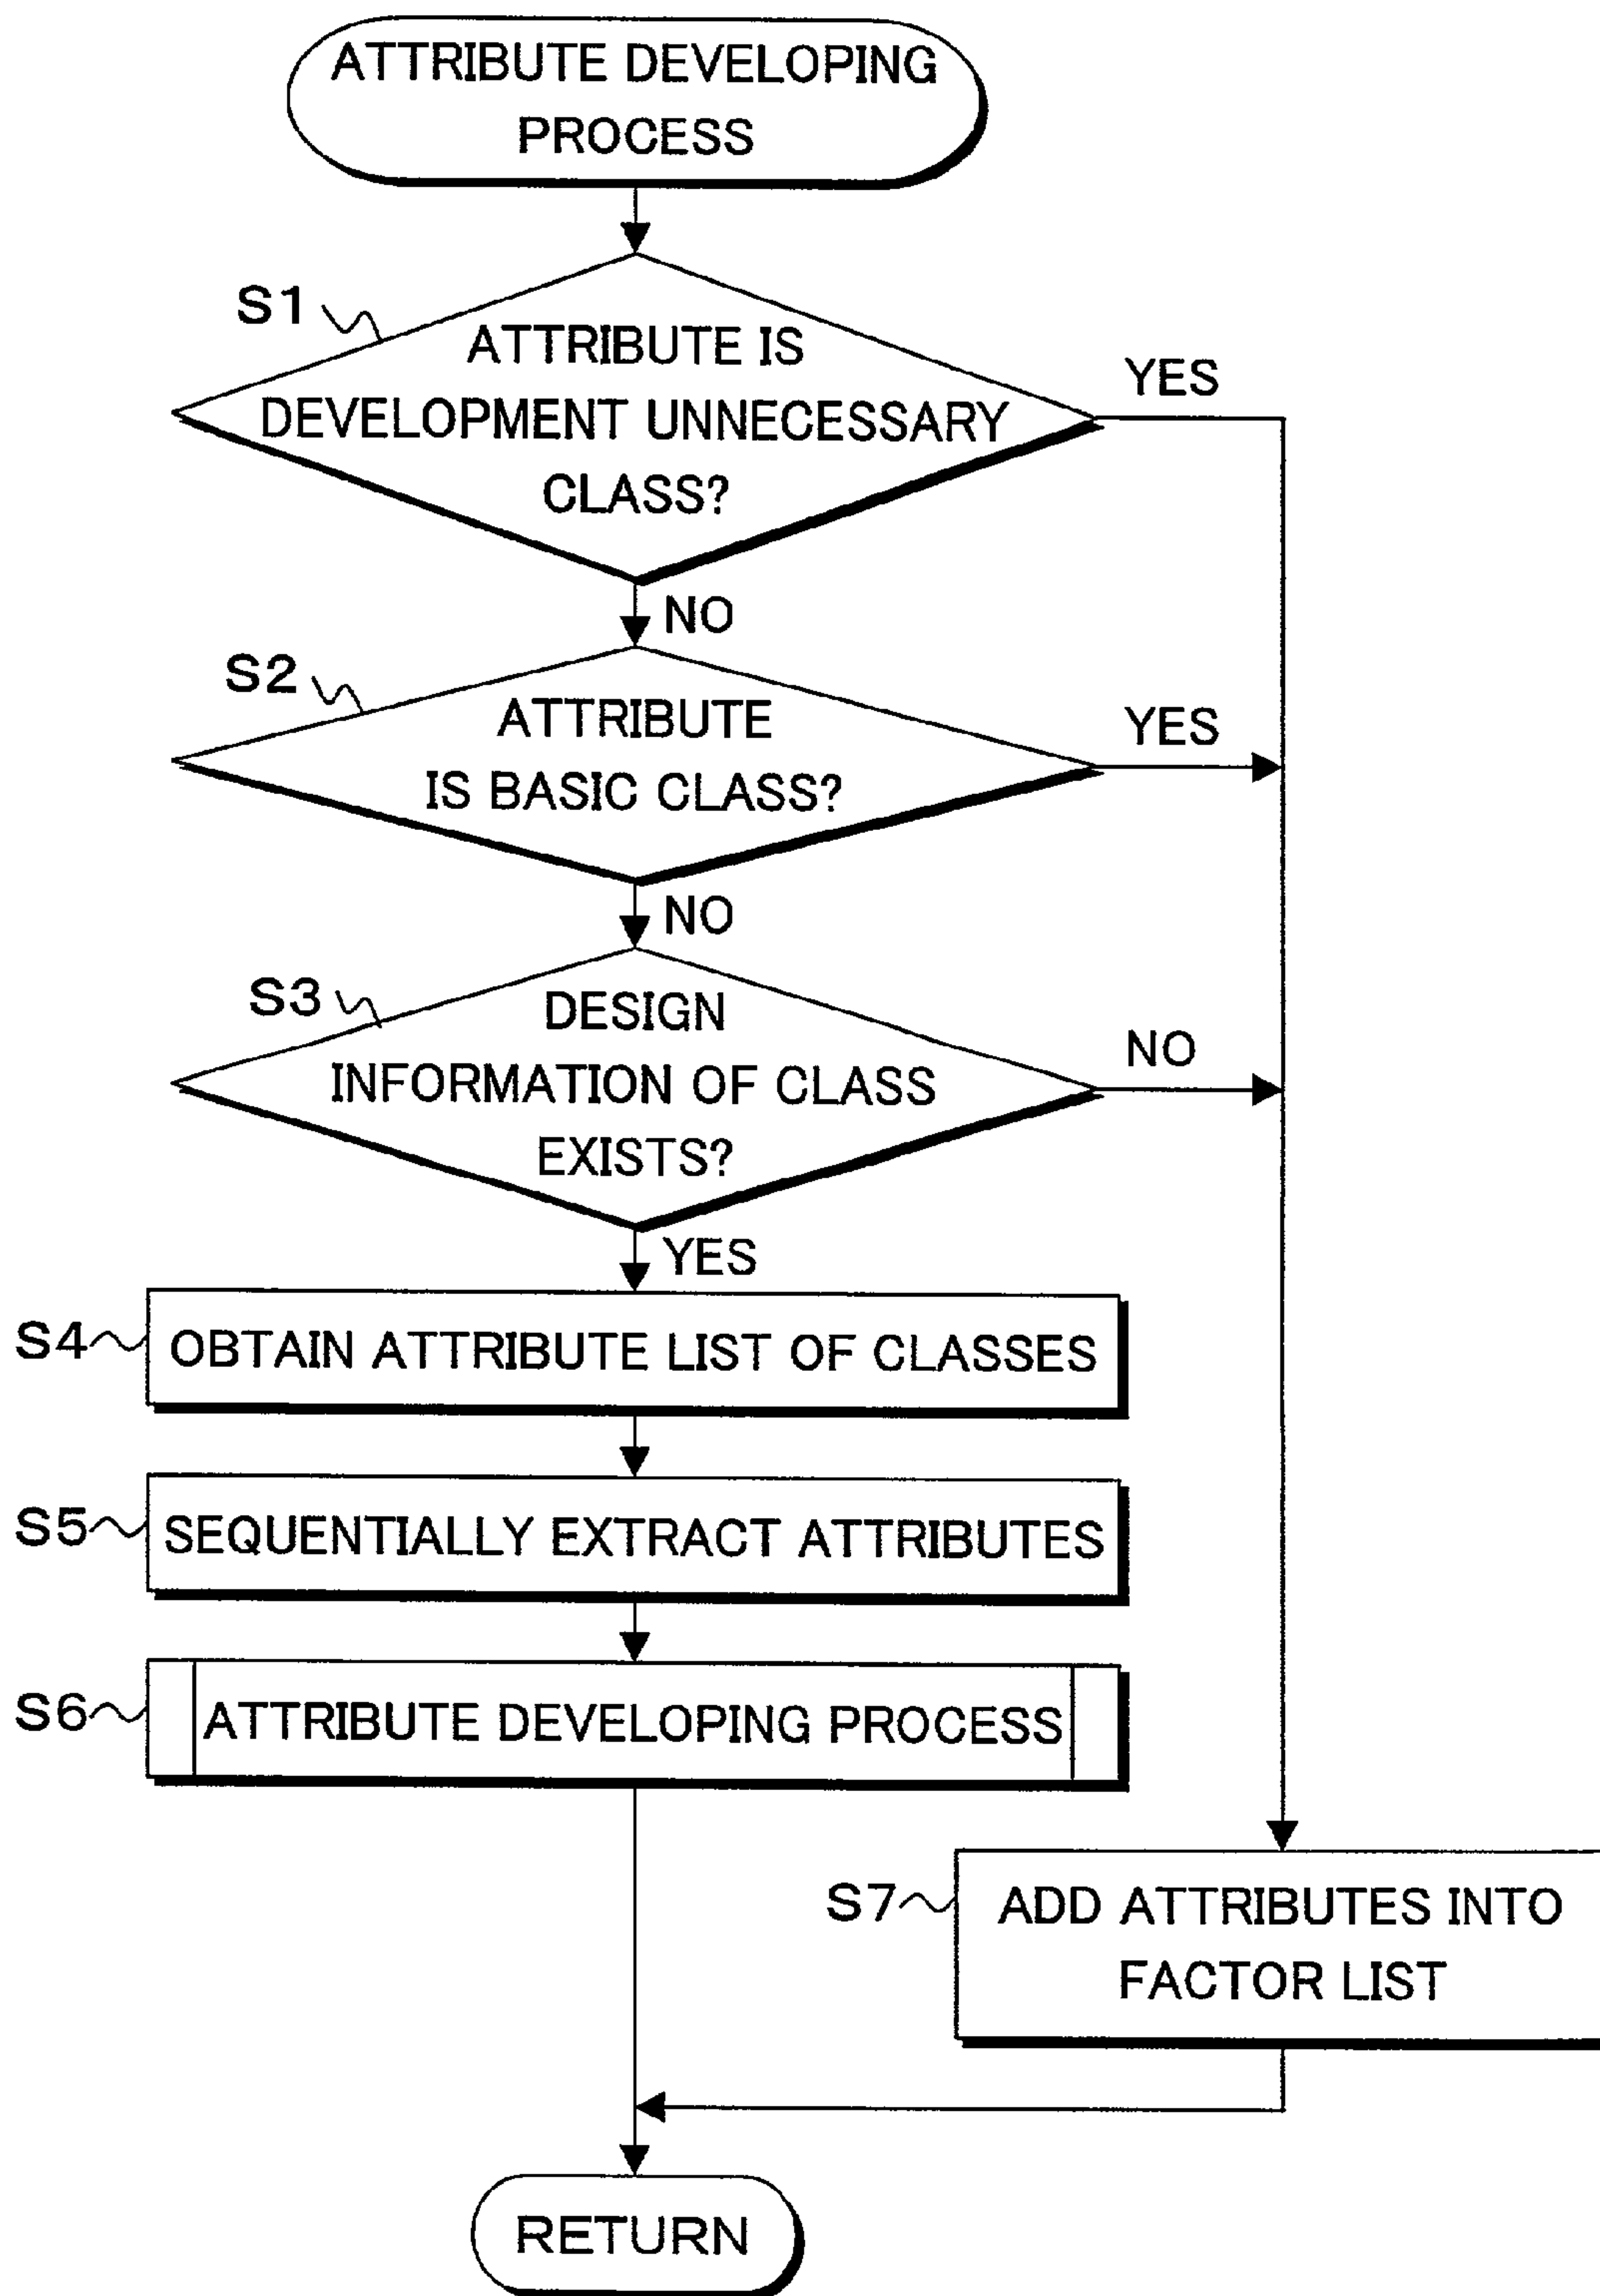 ATTRIBUTE DEVELOPING
PROCESS
S1
ATTRIBUTE IS
DEVELOPMENT UNNECESSARY
CLASS?
YES
NO
S2
ATTRIBUTE
IS BASIC CLASS?
YES
NO
S3
DESIGN
INFORMATION OF CLASS
EXISTS?
NO
YES
S4
OBTAIN ATTRIBUTE LIST OF CLASSES
S5
SEQUENTIALLY EXTRACT ATTRIBUTES
S6
ATTRIBUTE DEVELOPING PROCESS
S7
ADD ATTRIBUTES INTO
FACTOR LIST
RETURN